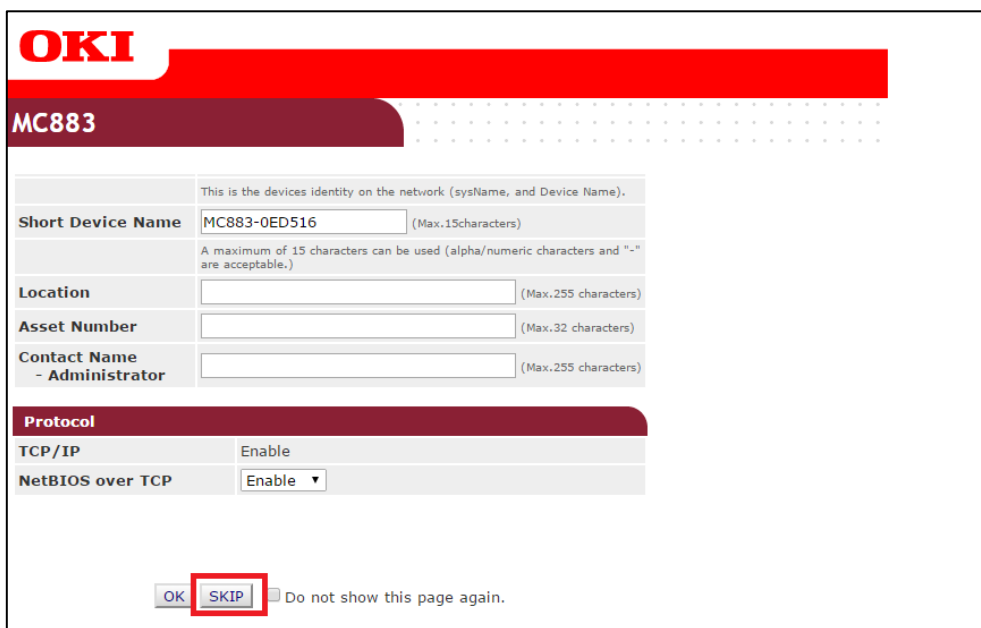 OKI
MC883
This is the devices identity on the network (sysName, and Device Name).
Short Device Name MC883-0ED516 (Max.15characters)
A maximum of 15 characters can be used (alpha/numeric characters and "-"
are acceptable.)
Location (Max.255 characters)
Asset Number (Max.32 characters)
Contact Name
- Administrator (Max.255 characters)
Protocol
TCP/IP Enable
NetBIOS over TCP Enable
OK SKIP Do not show this page again.